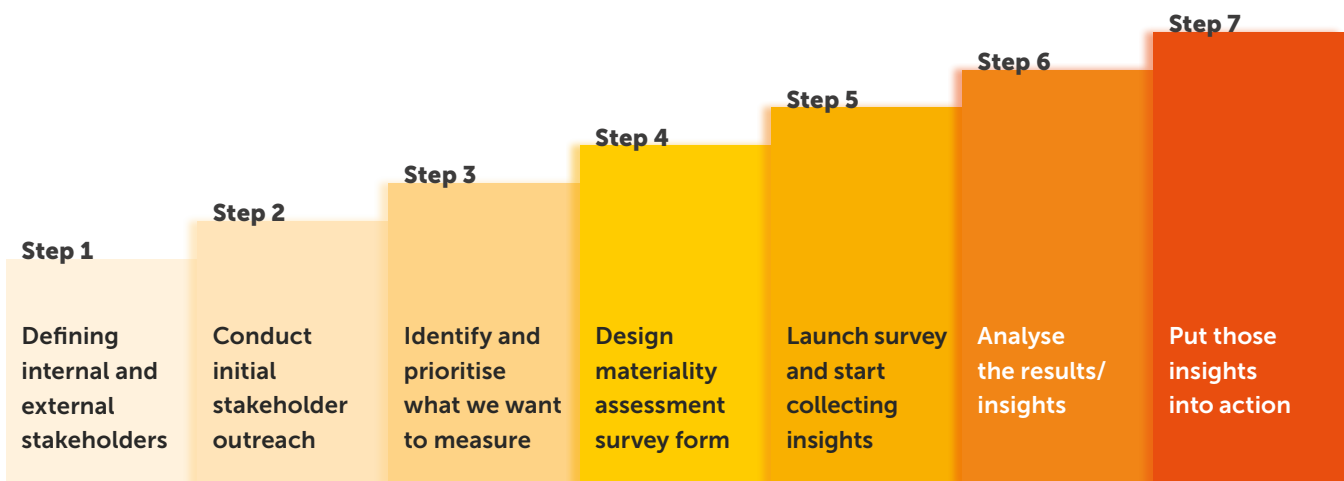 Step 1
Defining
internal and
external
stakeholders
Step 2
Conduct
initial
stakeholder
outreach
Step 3
Identify and
prioritise
what we want
to measure
Step 4
Design
materiality
assessment
survey form
Step 5
Launch survey
and start
collecting
insights
Step 6
Analyse
the results/
insights
Step 7
Put those
insights
into action